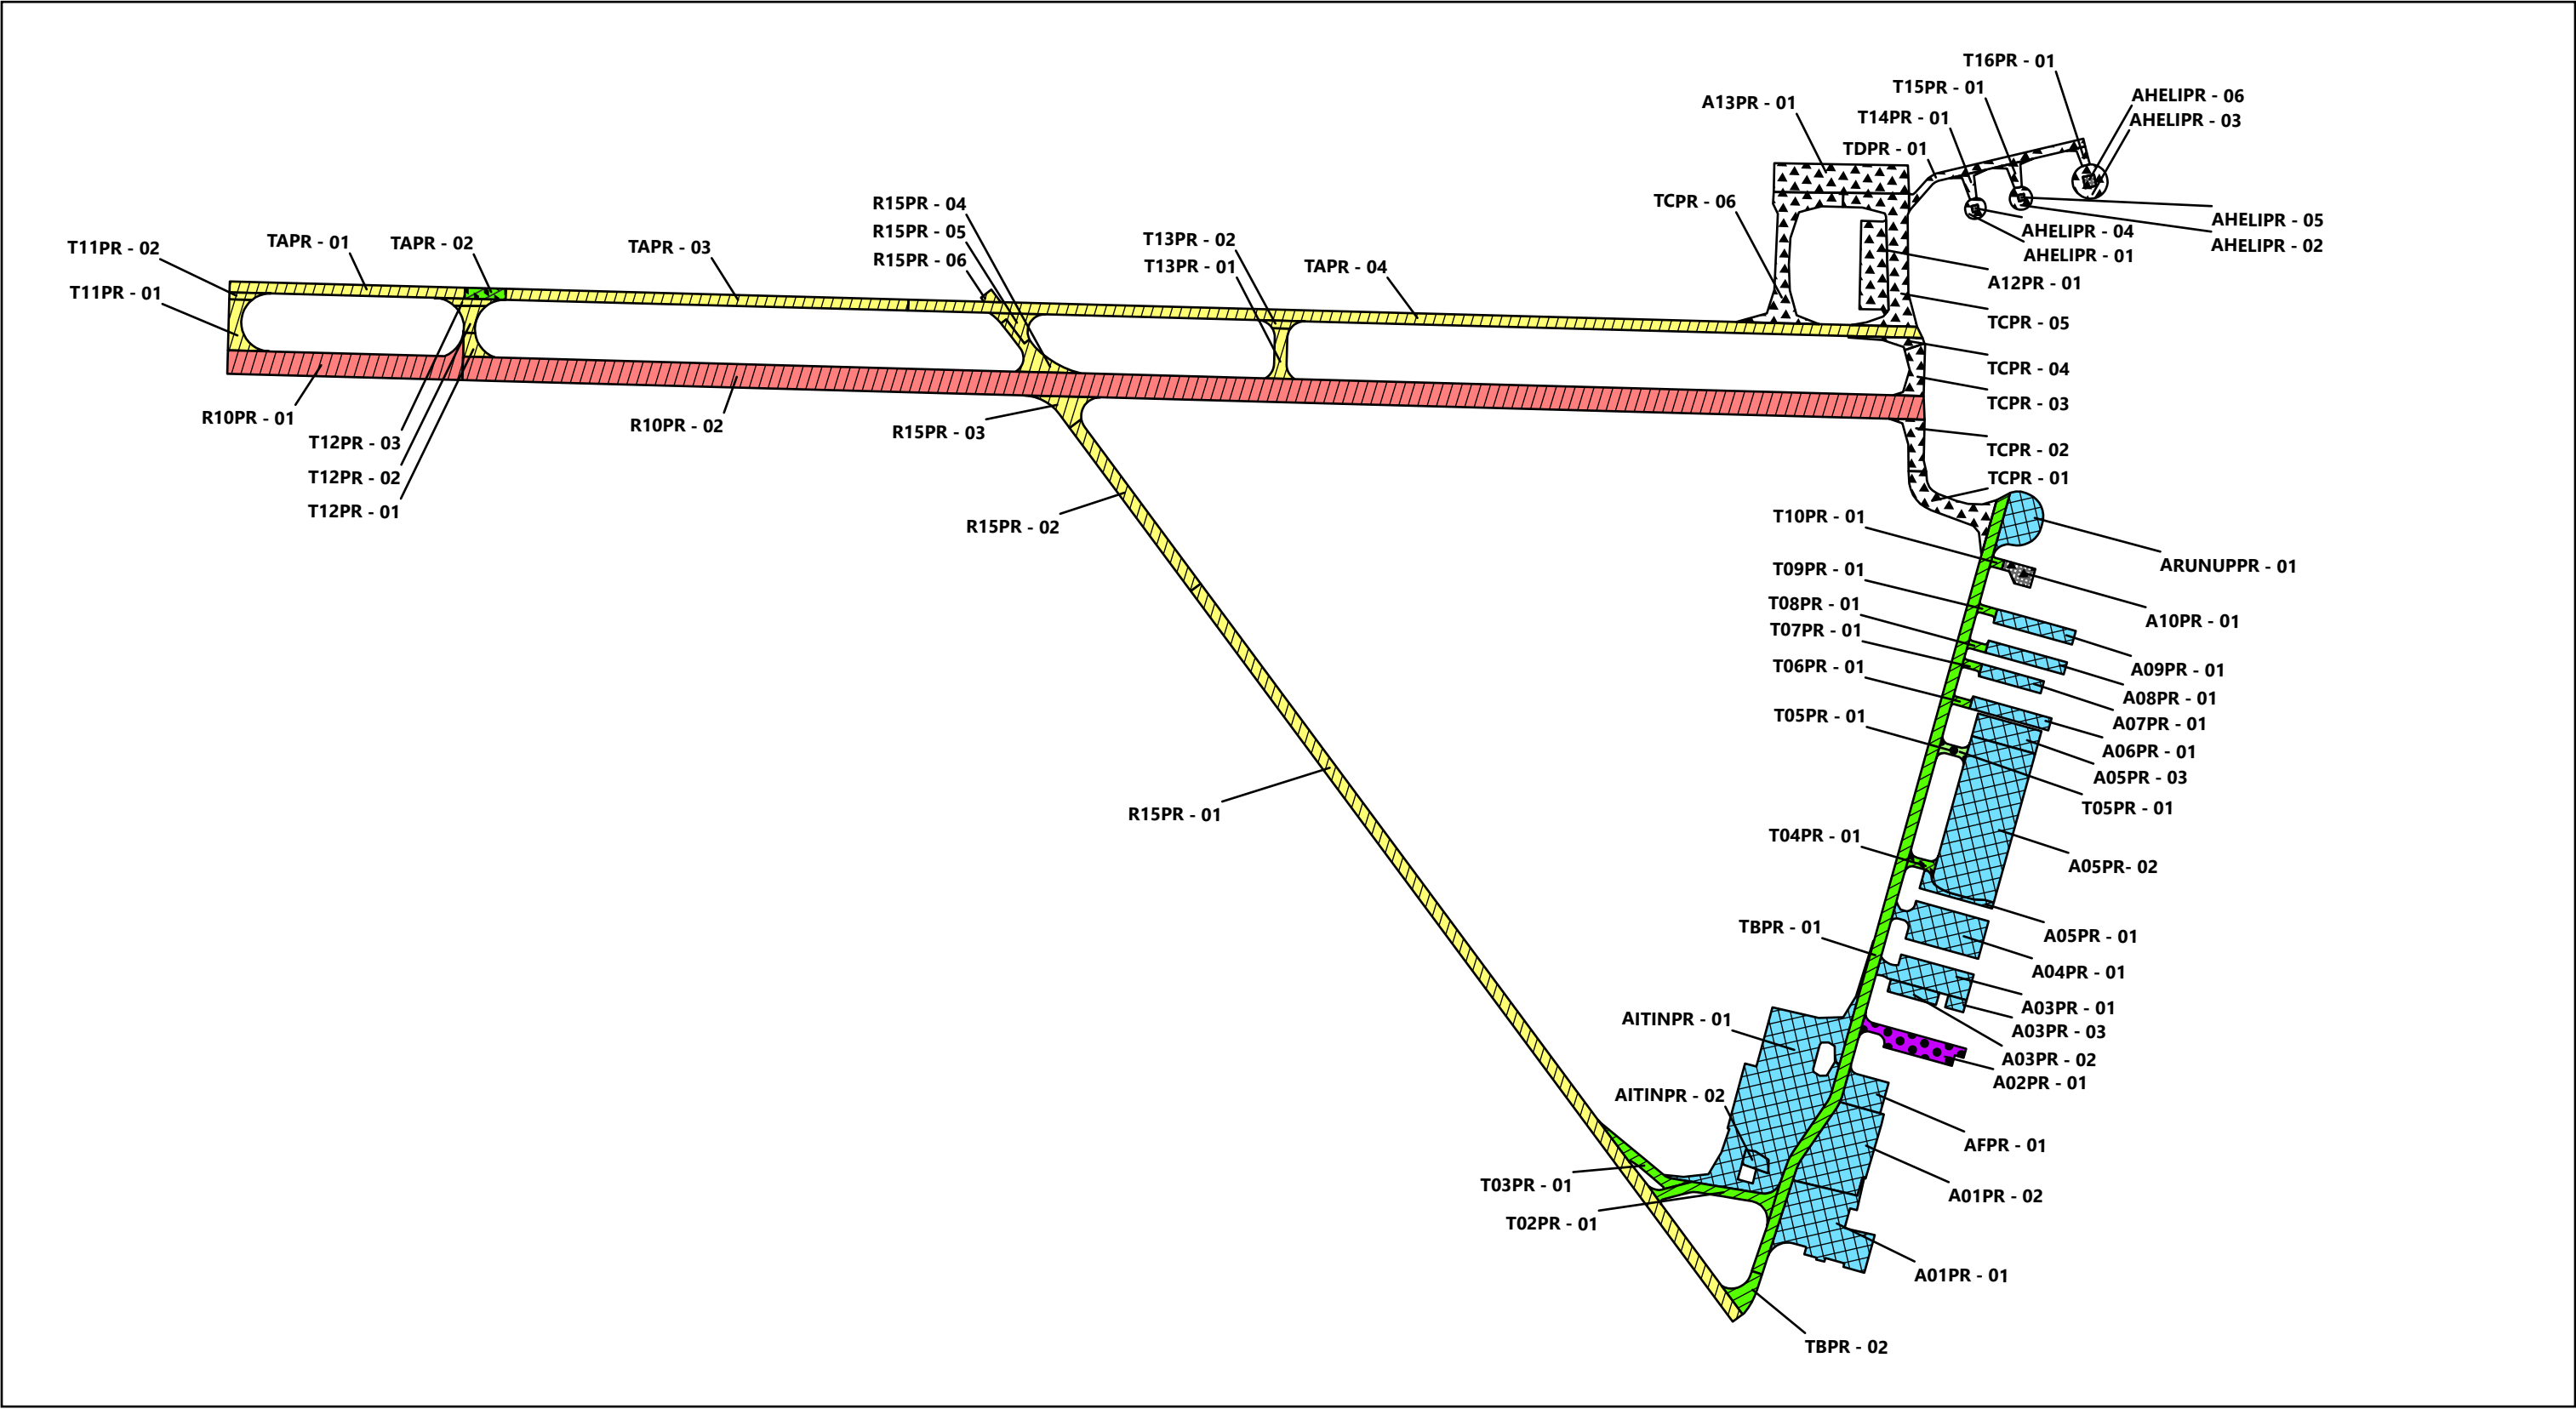 T16PR - 01
T15PR - 01
AHELIPR - 06
A13PR - 01
T14PR - 01
AHELIPR - 03
TDPR - 01
TCPR - 06
R15PR - 04
AHELIPR - 05
R15PR - 05
AHELIPR - 04
T13PR - 02
TAPR - 01
TAPR - 02
TAPR - 03
T11PR - 02
AHELIPR - 02
AHELIPR - 01
R15PR - 06
T13PR - 01
TAPR - 04
A12PR - 01
T11PR - 01
TCPR - 05
TCPR - 04
TCPR - 03
R10PR - 01
R10PR - 02
R15PR - 03
T12PR - 03
TCPR - 02
T12PR - 02
TCPR - 01
T12PR - 01
T10PR - 01
R15PR - 02
ARUNUPPR - 01
T09PR - 01
T08PR - 01
A10PR - 01
T07PR - 01
T06PR - 01
A09PR - 01
A08PR - 01
T05PR - 01
A07PR - 01
A06PR - 01
A05PR - 03
T05PR - 01
R15PR - 01
T04PR - 01
A05PR- 02
TBPR - 01
A05PR - 01
A04PR - 01
A03PR - 01
AITINPR - 01
A03PR - 03
A03PR - 02
A02PR - 01
AITINPR - 02
AFPR - 01
T03PR - 01
A01PR - 02
T02PR - 01
A01PR - 01
TBPR - 02